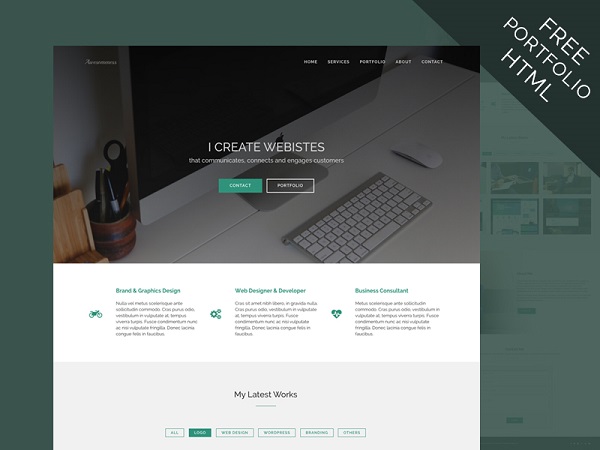 FREE
PORTFOLIO
HTML
HOME SERVICES PORTFOLIO ABOUT CONTACT
I CREATE WEBISTES
that communicates, connects and engages customers
CONTACT PORTFOLIO
Brand & Graphics Design
Nulla vel metus scelerisque ante
sollicitudin commodo. Cras purus odio,
vestibulum in vulputate at, tempus
viverra turpis. Fusce condimentum
nunc ac nisi vulputate fringilla. Donec
lacinia congue felis in faucibus.
Web Designer & Developer
Cras sit amet nibh libero, in gravida nulla.
Cras purus odio, vestibulum in
vulputate at, tempus viverra turpis.
Fusce condimentum nunc ac nisi
vulputate fringilla. Donec lacinia
congue felis in faucibus.
Business Consultant
Metus scelerisque ante sollicitudin
commodo. Cras purus odio, vestibulum
in vulputate at, tempus viverra turpis.
Fusce condimentum nunc ac nisi
vulputate fringilla. Donec lacinia
congue felis in faucibus.
My Latest Works
ALL LOGO WEB DESIGN WORDPRESS BRANDING OTHERS